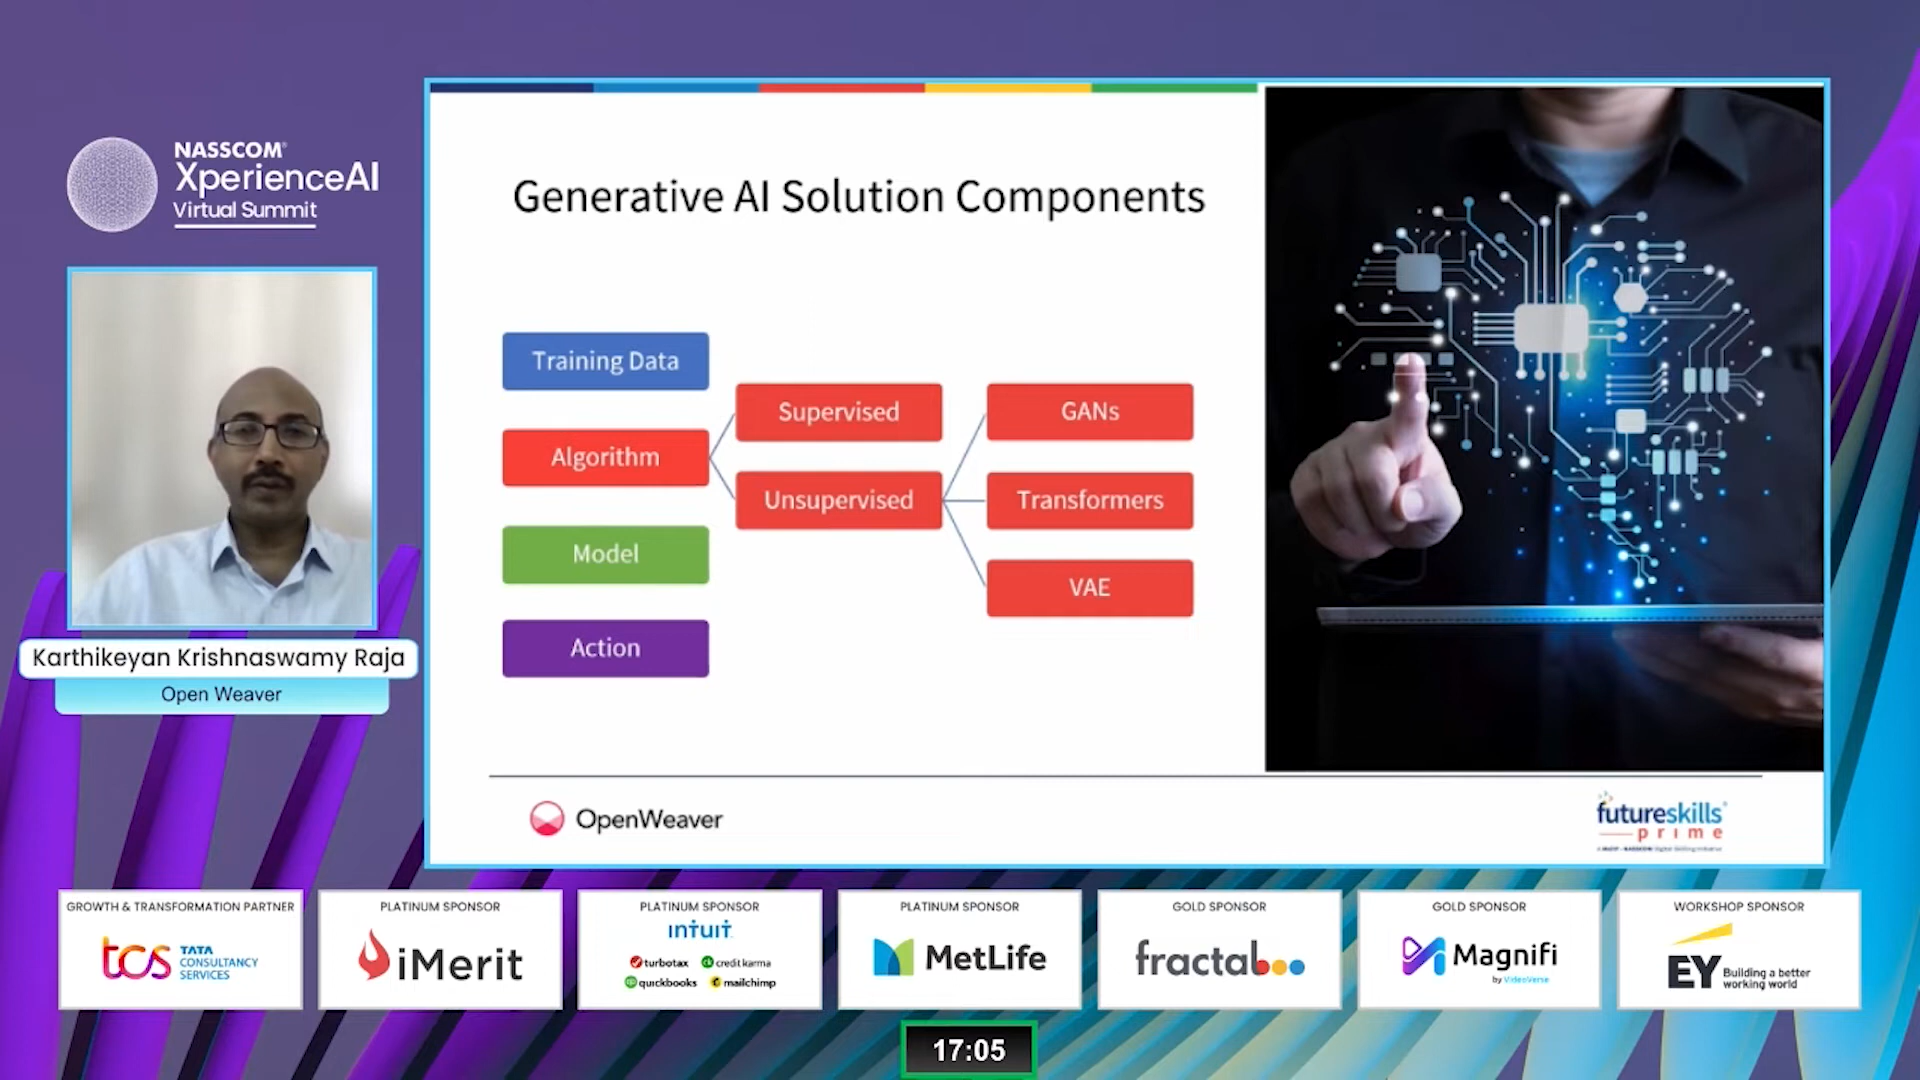 NASSCOM®
XperienceAI
Virtual Summit
Karthikeyan Krishnaswamy Raja
Open Weaver
Generative AI Solution Components
Training Data
Algorithm
Model
Action
Supervised
Unsupervised
GANs
Transformers
VAE
OpenWeaver
futureskills
prime
GROWTH & TRANSFORMATION PARTNER
tcs TATA
CONSULTANCY
SERVICES
PLATINUM SPONSOR
iMerit
PLATINUM SPONSOR
INTUIT
turbotax creditkarma
quickbooks mailchimp
PLATINUM SPONSOR
MetLife
GOLD SPONSOR
fractal
GOLD SPONSOR
Magnifi
by VideoVerse
WORKSHOP SPONSOR
EY Building a better
working world
17:05